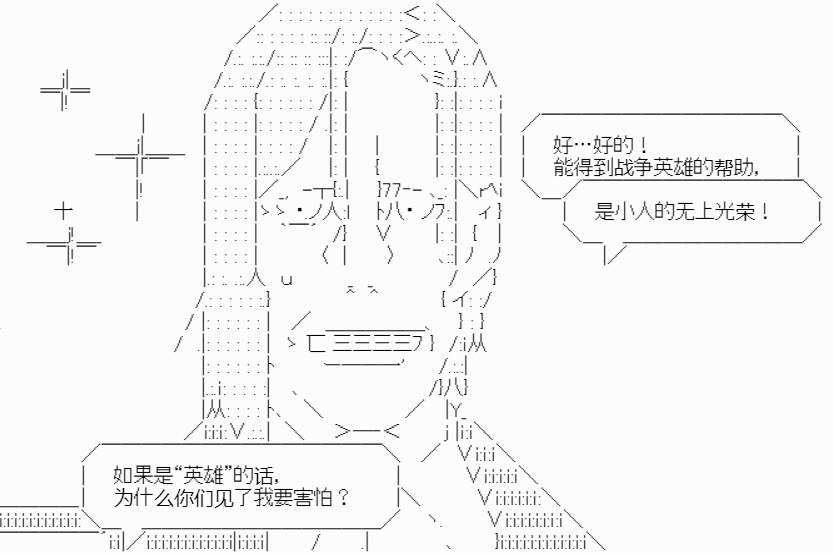 好…好的！
能得到战争英雄的帮助，
是小人的无上光荣！
如果是“英雄”的话，
为什么你们见了我要害怕？